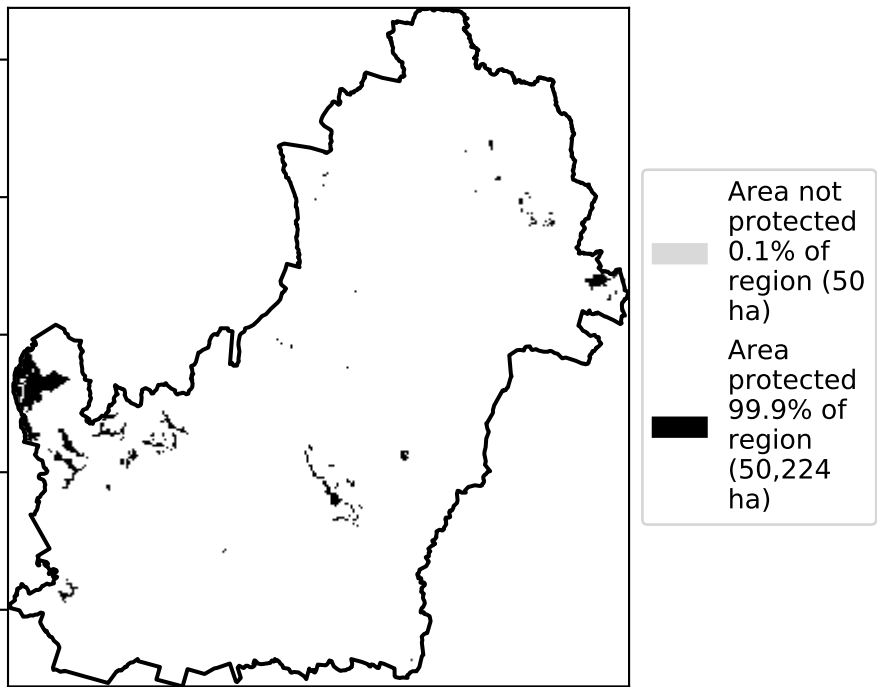 Area not
protected
0.1% of
region (50
ha)
Area
protected
99.9% of
region
(50,224
ha)